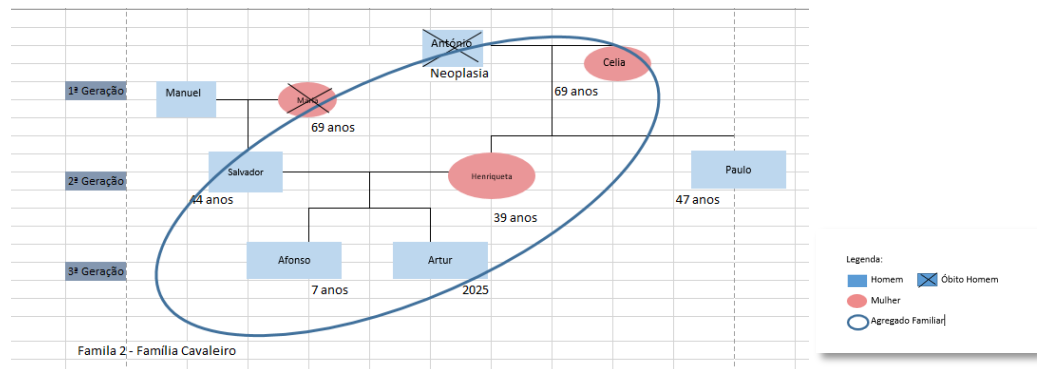 António
Neoplasia
Celia
69 anos
1ª Geração
Manuel
Maria
69 anos
2ª Geração
Salvador
44 anos
Henriqueta
39 anos
Paulo
47 anos
3ª Geração
Afonso
7 anos
Artur
2025
Famila 2 - Família Cavaleiro
Legenda:
Homem
Óbito Homem
Mulher
Agregado Familiar